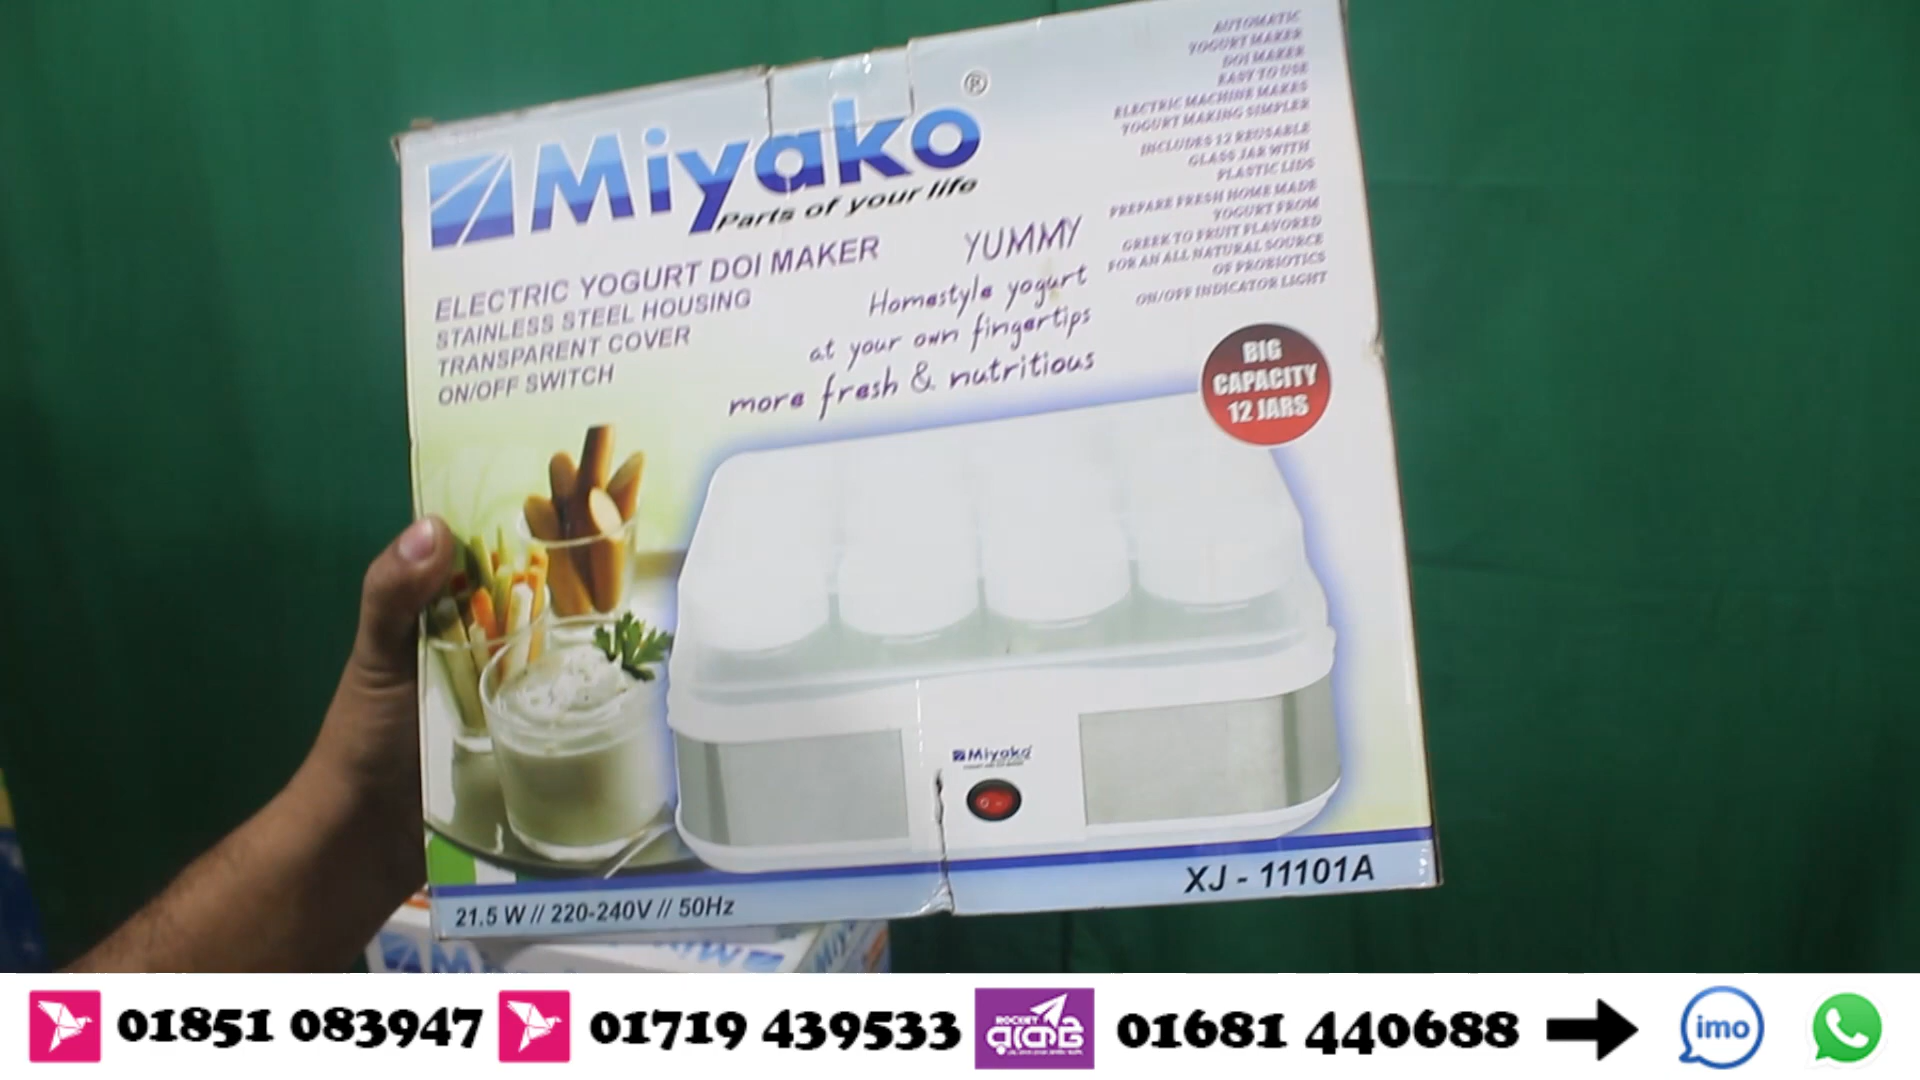 Miyako ®
Parts of your life
ELECTRIC YOGURT DOI MAKER
STAINLESS STEEL HOUSING
TRANSPARENT COVER
ON/OFF SWITCH
YUMMY
Homestyle yogurt
at your own fingertips
more fresh & nutritious
AUTOMATIC
YOGURT MAKER
DOI MAKER
EASY TO USE
ELECTRIC MACHINE MAKES
YOGURT MAKING SIMPLER
INCLUDES 12 REUSABLE
GLASS JAR WITH
PLASTIC LIDS
PREPARE FRESH HOME MADE
YOGURT FROM
GREEK TO FRUIT FLAVORED
FOR AN ALL NATURAL SOURCE
OF PROBIOTICS
ON/OFF INDICATOR LIGHT
BIG
CAPACITY
12 JARS
Miyako
21.5 W // 220-240V // 50Hz
XJ - 11101A
01851 083947
01719 439533
ROCKET
রকেট
01681 440688
imo